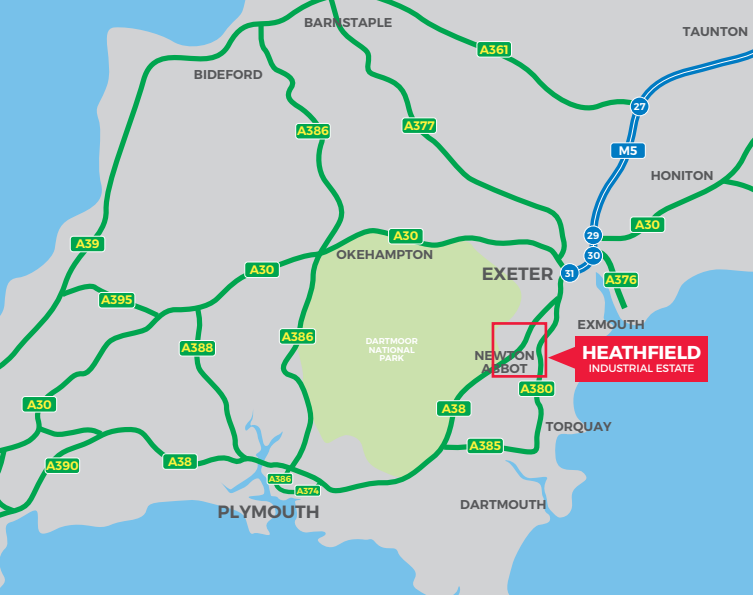 BARNSTAPLE
TAUNTON
A361
BIDEFORD
27
A386
A377
M5
HONITON
A30
A39
A30
29
OKEHAMPTON
30
A30
EXETER
31
A376
A395
EXMOUTH
A386
A388
DARTMOOR
NATIONAL
PARK
NEWTON
ABBOT
HEATHFIELD
INDUSTRIAL ESTATE
A380
A30
A38
TORQUAY
A385
A38
A390
A386
A374
PLYMOUTH
DARTMOUTH